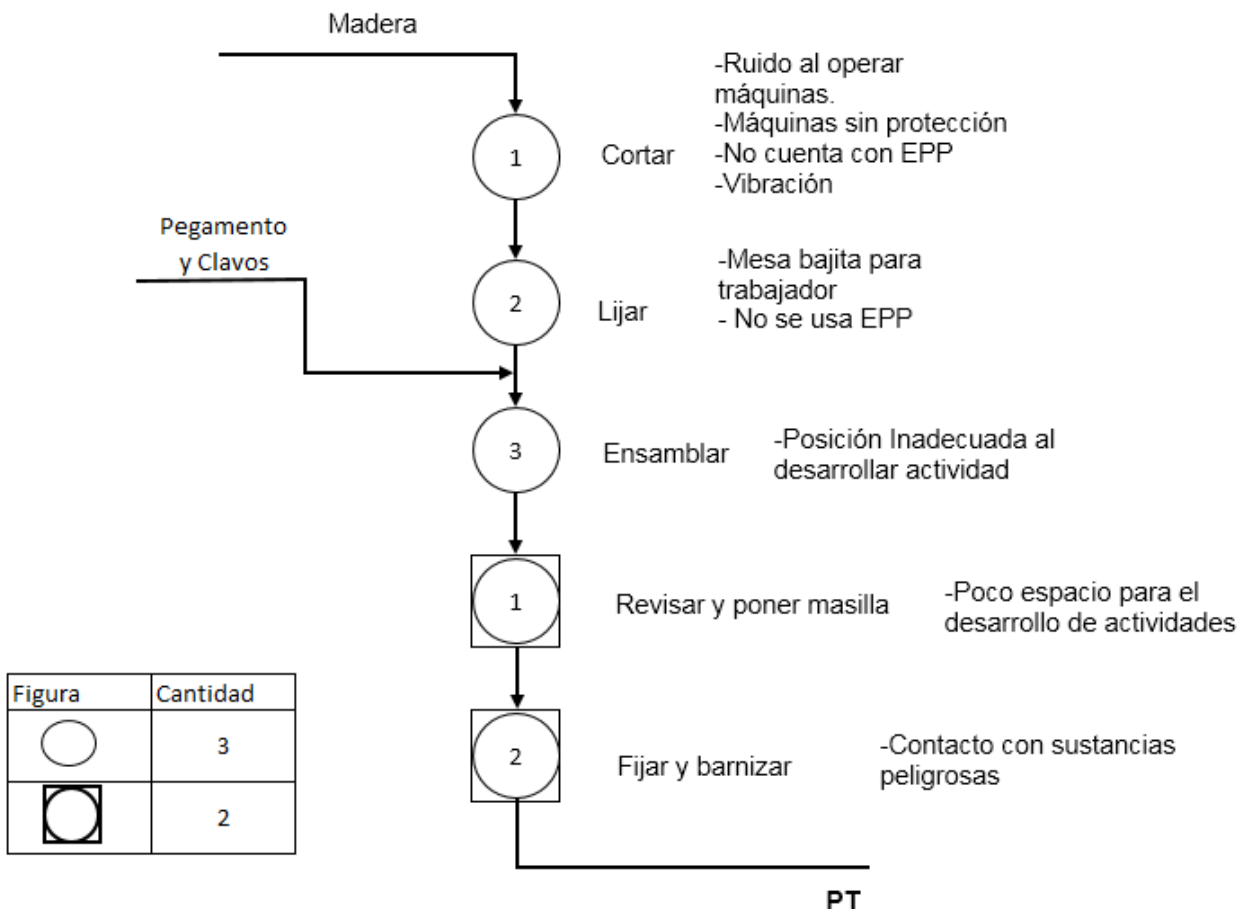 Madera
-Ruido al operar
máquinas.
-Máquinas sin protección
-No cuenta con EPP
-Vibración
1
Cortar
Pegamento
y Clavos
-Mesa bajita para
trabajador
- No se usa EPP
2
Lijar
3
Ensamblar
-Posición Inadecuada al
desarrollar actividad
1
Revisar y poner masilla
-Poco espacio para el
desarrollo de actividades
2
Fijar y barnizar
-Contacto con sustancias
peligrosas
Figura Cantidad
3
2
PT